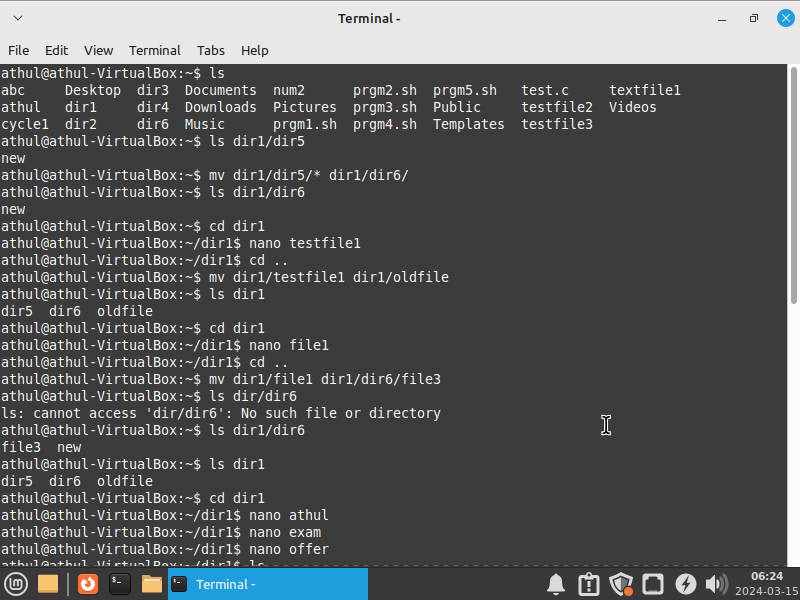 Terminal -
File Edit View Terminal Tabs Help
athul@athul-VirtualBox:~$ ls
abc Desktop dir3 Documents num2 prgm2.sh prgm5.sh test.c textfile1
athul dir1 dir4 Downloads Pictures prgm3.sh Public testfile2 Videos
cycle1 dir2 dir6 Music prgm1.sh prgm4.sh Templates testfile3
athul@athul-VirtualBox:~$ ls dir1/dir5
new
athul@athul-VirtualBox:~$ mv dir1/dir5/* dir1/dir6/
athul@athul-VirtualBox:~$ ls dir1/dir6
new
athul@athul-VirtualBox:~$ cd dir1
athul@athul-VirtualBox:~/dir1$ nano testfile1
athul@athul-VirtualBox:~/dir1$ cd ..
athul@athul-VirtualBox:~$ mv dir1/testfile1 dir1/oldfile
athul@athul-VirtualBox:~$ ls dir1
dir5 dir6 oldfile
athul@athul-VirtualBox:~$ cd dir1
athul@athul-VirtualBox:~/dir1$ nano file1
athul@athul-VirtualBox:~/dir1$ cd ..
athul@athul-VirtualBox:~$ mv dir1/file1 dir1/dir6/file3
athul@athul-VirtualBox:~$ ls dir/dir6
ls: cannot access 'dir/dir6': No such file or directory
athul@athul-VirtualBox:~$ ls dir1/dir6
file3 new
athul@athul-VirtualBox:~$ ls dir1
dir5 dir6 oldfile
athul@athul-VirtualBox:~$ cd dir1
athul@athul-VirtualBox:~/dir1$ nano athul
athul@athul-VirtualBox:~/dir1$ nano exam
athul@athul-VirtualBox:~/dir1$ nano offer
athul@athul-VirtualBox:~/dir1$ ls
Terminal -
06:24
2024-03-15